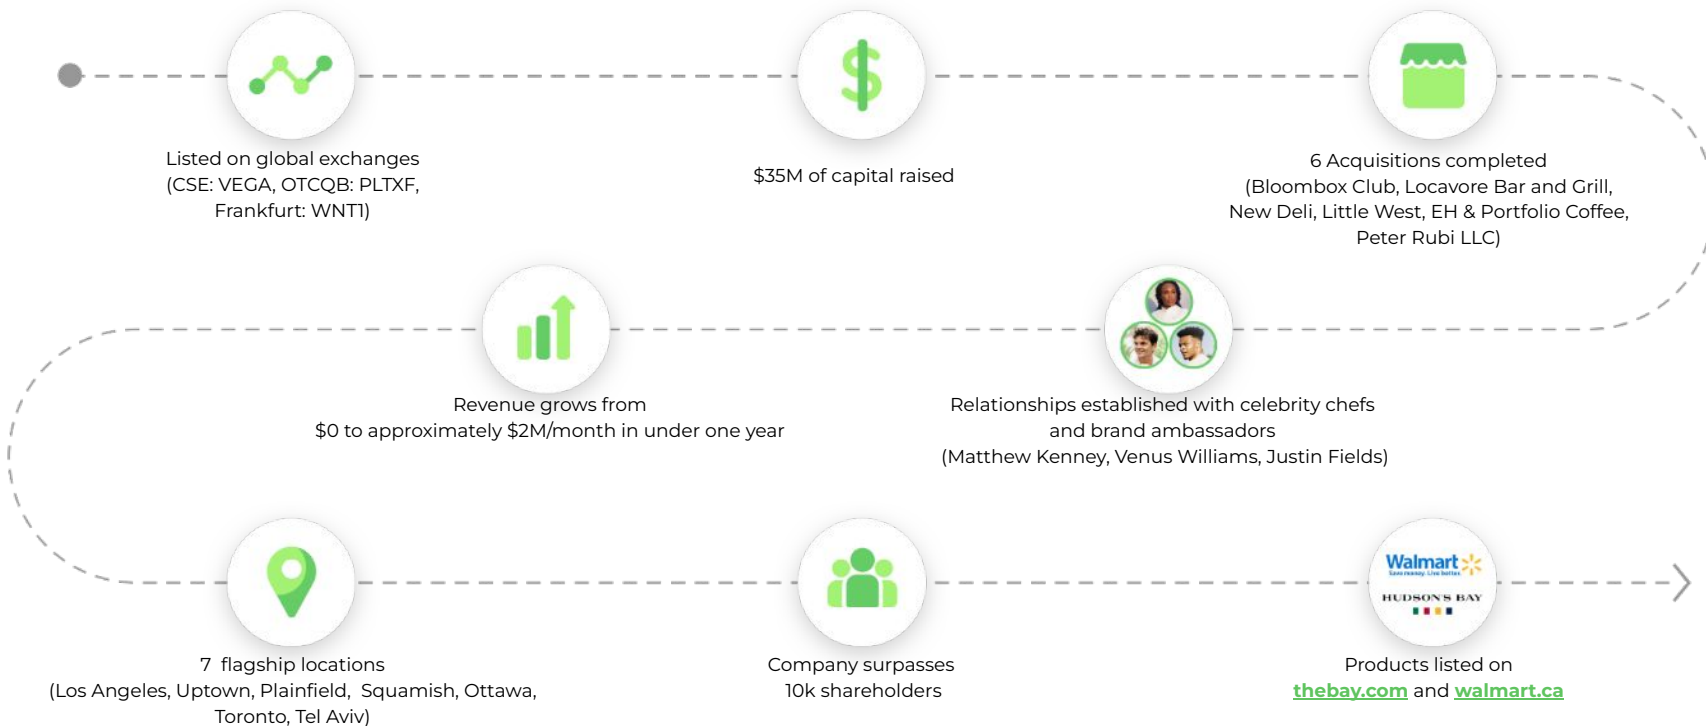 Listed on global exchanges
(CSE: VEGA, OTCQB: PLTXF,
Frankfurt: WNT1)
$35M of capital raised
6 Acquisitions completed
(Bloombox Club, Locavore Bar and Grill,
New Deli, Little West, EH & Portfolio Coffee,
Peter Rubi LLC)
Relationships established with celebrity chefs
and brand ambassadors
(Matthew Kenney, Venus Williams, Justin Fields)
Revenue grows from
$0 to approximately $2M/month in under one year
7 flagship locations
(Los Angeles, Uptown, Plainfield, Squamish, Ottawa,
Toronto, Tel Aviv)
Company surpasses
10k shareholders
Walmart
Save money. Live better.
HUDSON'S BAY
Products listed on
thebay.com and walmart.ca